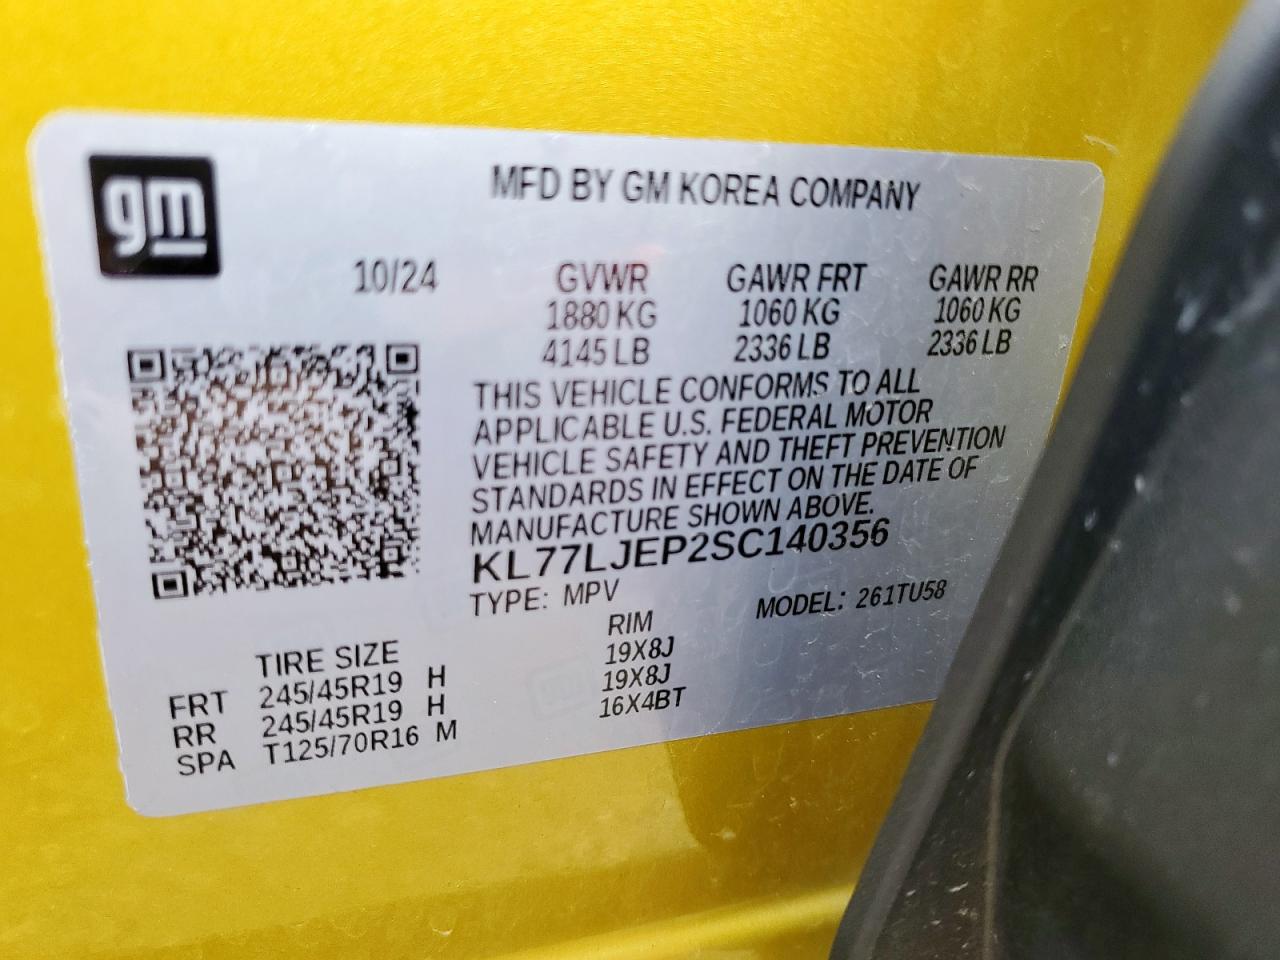 gm
MFD BY GM KOREA COMPANY
10/24 GVWR GAWR FRT GAWR RR
1880 KG 1060 KG 1060 KG
4145 LB 2336 LB 2336 LB
THIS VEHICLE CONFORMS TO ALL
APPLICABLE U.S. FEDERAL MOTOR
VEHICLE SAFETY AND THEFT PREVENTION
STANDARDS IN EFFECT ON THE DATE OF
MANUFACTURE SHOWN ABOVE.
KL77LJEP2SC140356
TYPE: MPV MODEL: 261TU58
TIRE SIZE RIM
FRT 245/45R19 H 19X8J
RR 245/45R19 H 19X8J
SPA T125/70R16 M 16X4BT